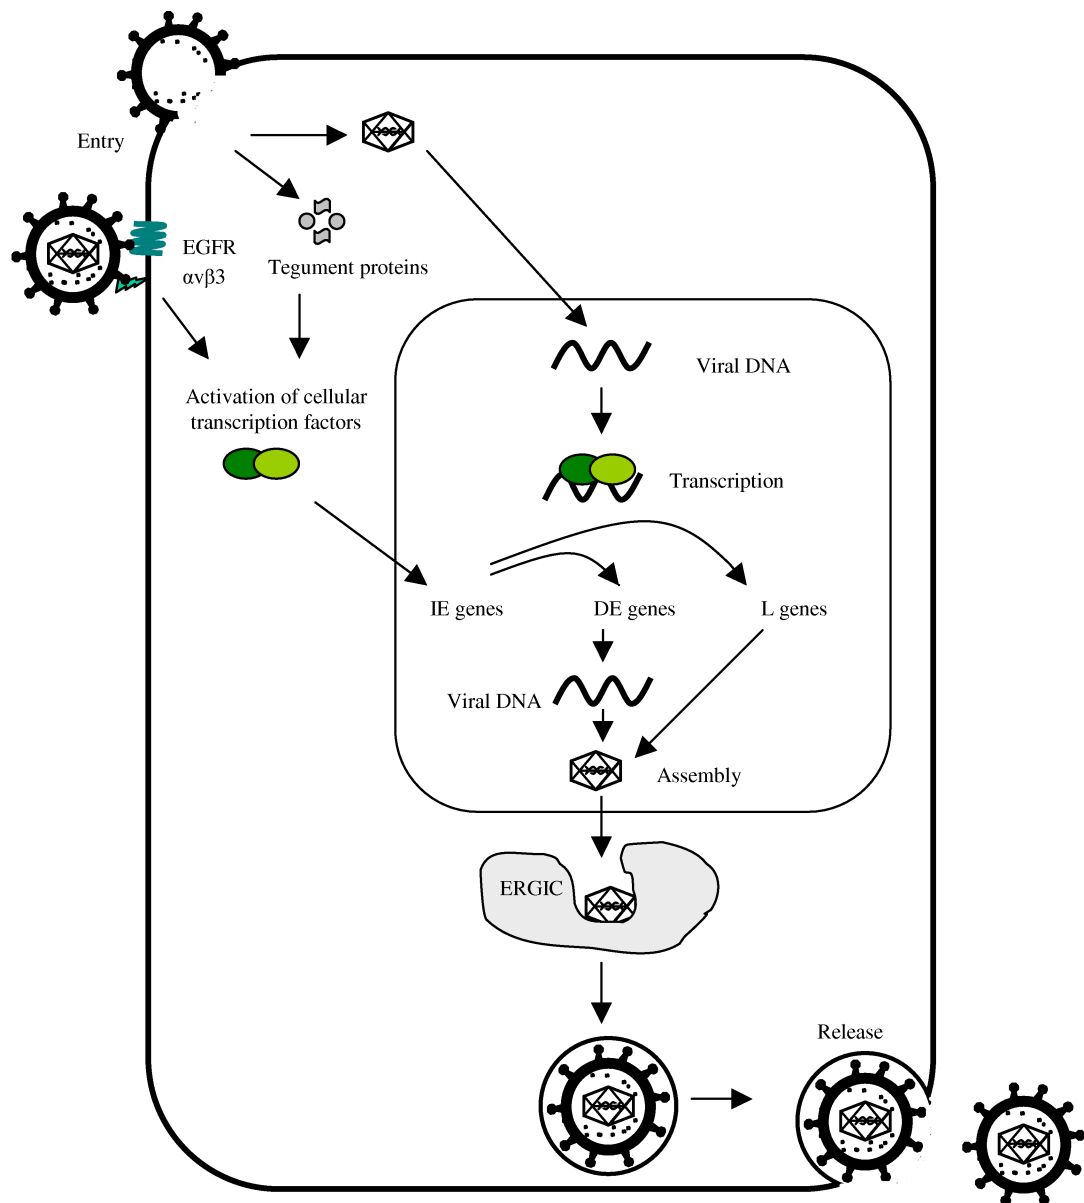 Entry
EGFR
αvβ3
Tegument proteins
Viral DNA
Activation of cellular
transcription factors
Transcription
IE genes
DE genes
L genes
Viral DNA
Assembly
ERGIC
Release